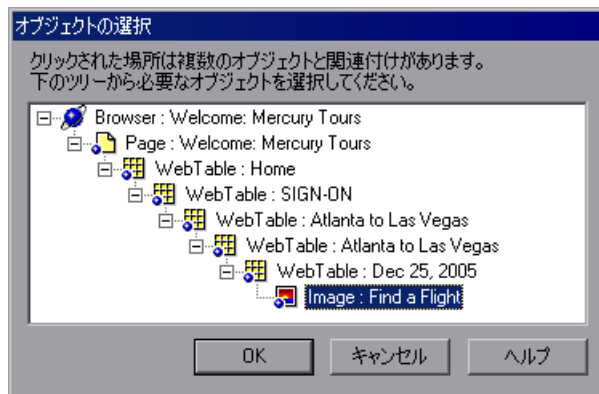 オブジェクトの選択
クリックされた場所は複数のオブジェクトと関連付けがあります。
下のツリーから必要なオブジェクトを選択してください。
Browser : Welcome: Mercury Tours
Page : Welcome: Mercury Tours
WebTable : Home
WebTable : SIGN-ON
WebTable : Atlanta to Las Vegas
WebTable : Atlanta to Las Vegas
WebTable : Dec 25, 2005
Image : Find a Flight
OK キャンセル ヘルプ